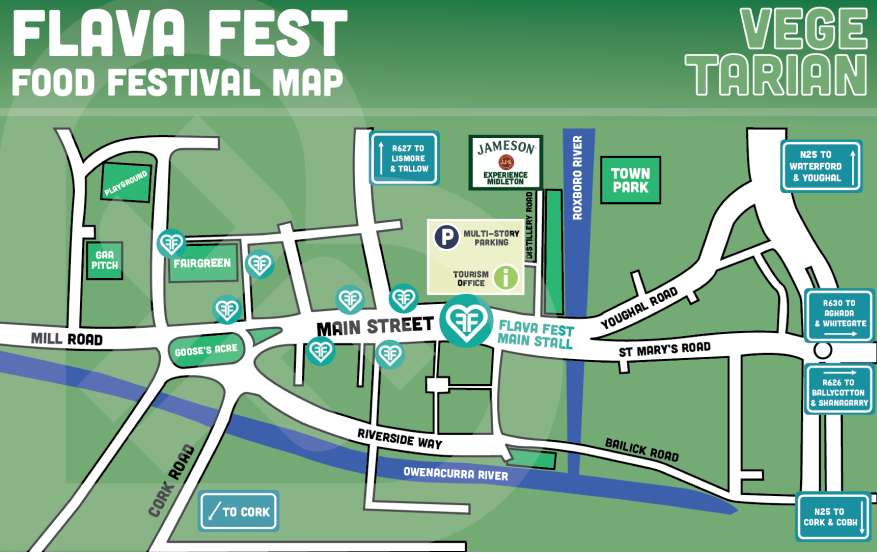 FLAVA FEST
FOOD FESTIVAL MAP
VEGE
TARIAN
R627 TO
LISMORE
& TALLOW
JAMESON
JJ&S
EXPERIENCE
MIDLETON
ROXBORO RIVER
TOWN
PARK
N25 TO
WATERFORD
& YOUGHAL
PLAYGROUND
DISTILLERY ROAD
P
MULTI-STORY
PARKING
TOURISM
OFFICE
i
GAA
PITCH
FAIRGREEN
MILL ROAD
GOOSE'S ACRE
MAIN STREET
FLAVA FEST
MAIN STALL
YOUGHAL ROAD
ST MARY'S ROAD
R630 TO
AGHADA
& WHITEGATE
R626 TO
BALLYCOTTON
& SHANAGARRY
RIVERSIDE WAY
BAILICK ROAD
OWENACURRA RIVER
CORK ROAD
TO CORK
N25 TO
CORK & COBH